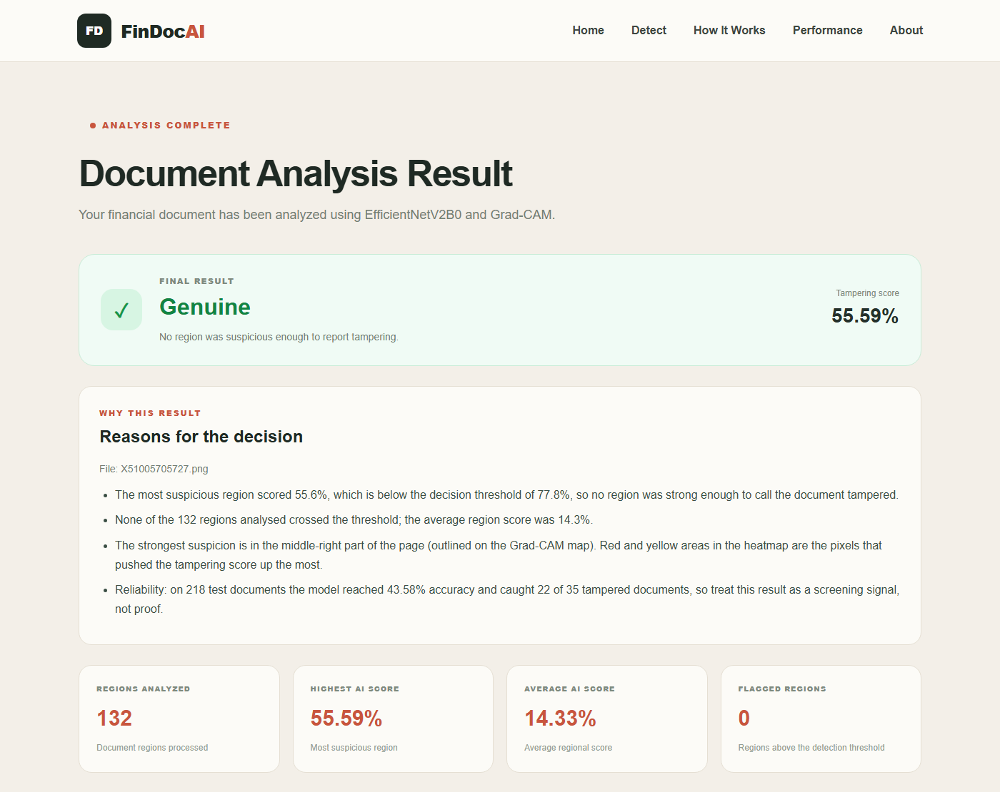 FD FinDocAI
Home Detect How It Works Performance About
ANALYSIS COMPLETE
Document Analysis Result
Your financial document has been analyzed using EfficientNetV2B0 and Grad-CAM.
FINAL RESULT
✓ Genuine
No region was suspicious enough to report tampering.
Tampering score
55.59%
WHY THIS RESULT
Reasons for the decision
File: X51005705727.png
• The most suspicious region scored 55.6%, which is below the decision threshold of 77.8%, so no region was strong enough to call the document tampered.
• None of the 132 regions analysed crossed the threshold; the average region score was 14.3%.
• The strongest suspicion is in the middle-right part of the page (outlined on the Grad-CAM map). Red and yellow areas in the heatmap are the pixels that
pushed the tampering score up the most.
• Reliability: on 218 test documents the model reached 43.58% accuracy and caught 22 of 35 tampered documents, so treat this result as a screening signal,
not proof.
REGIONS ANALYZED
132
Document regions processed
HIGHEST AI SCORE
55.59%
Most suspicious region
AVERAGE AI SCORE
14.33%
Average regional score
FLAGGED REGIONS
0
Regions above the detection threshold